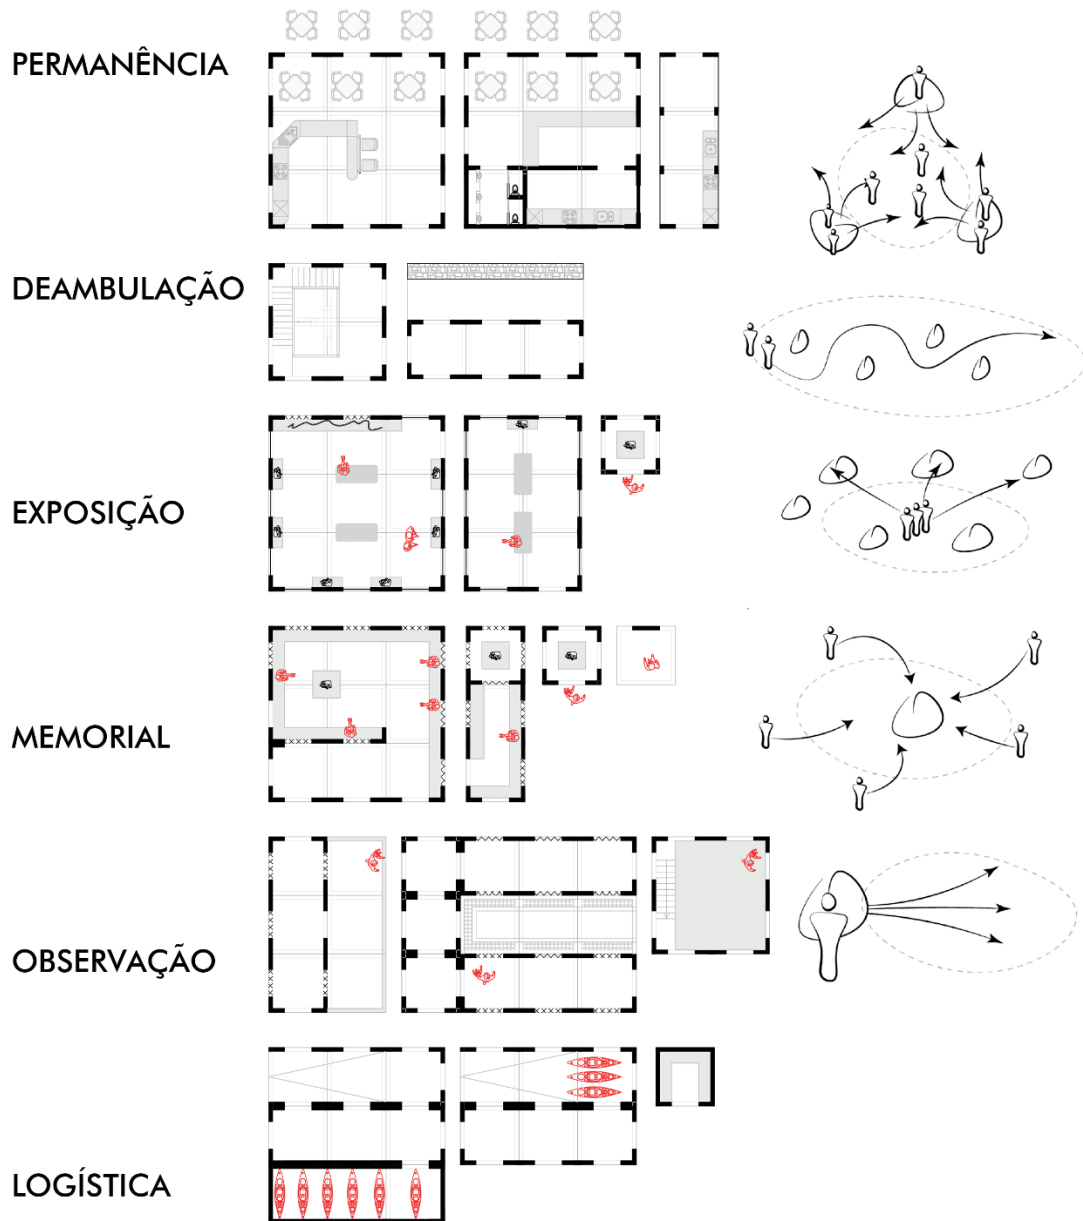 PERMANÊNCIA
DEAMBULAÇÃO
EXPOSIÇÃO
MEMORIAL
OBSERVAÇÃO
LOGÍSTICA